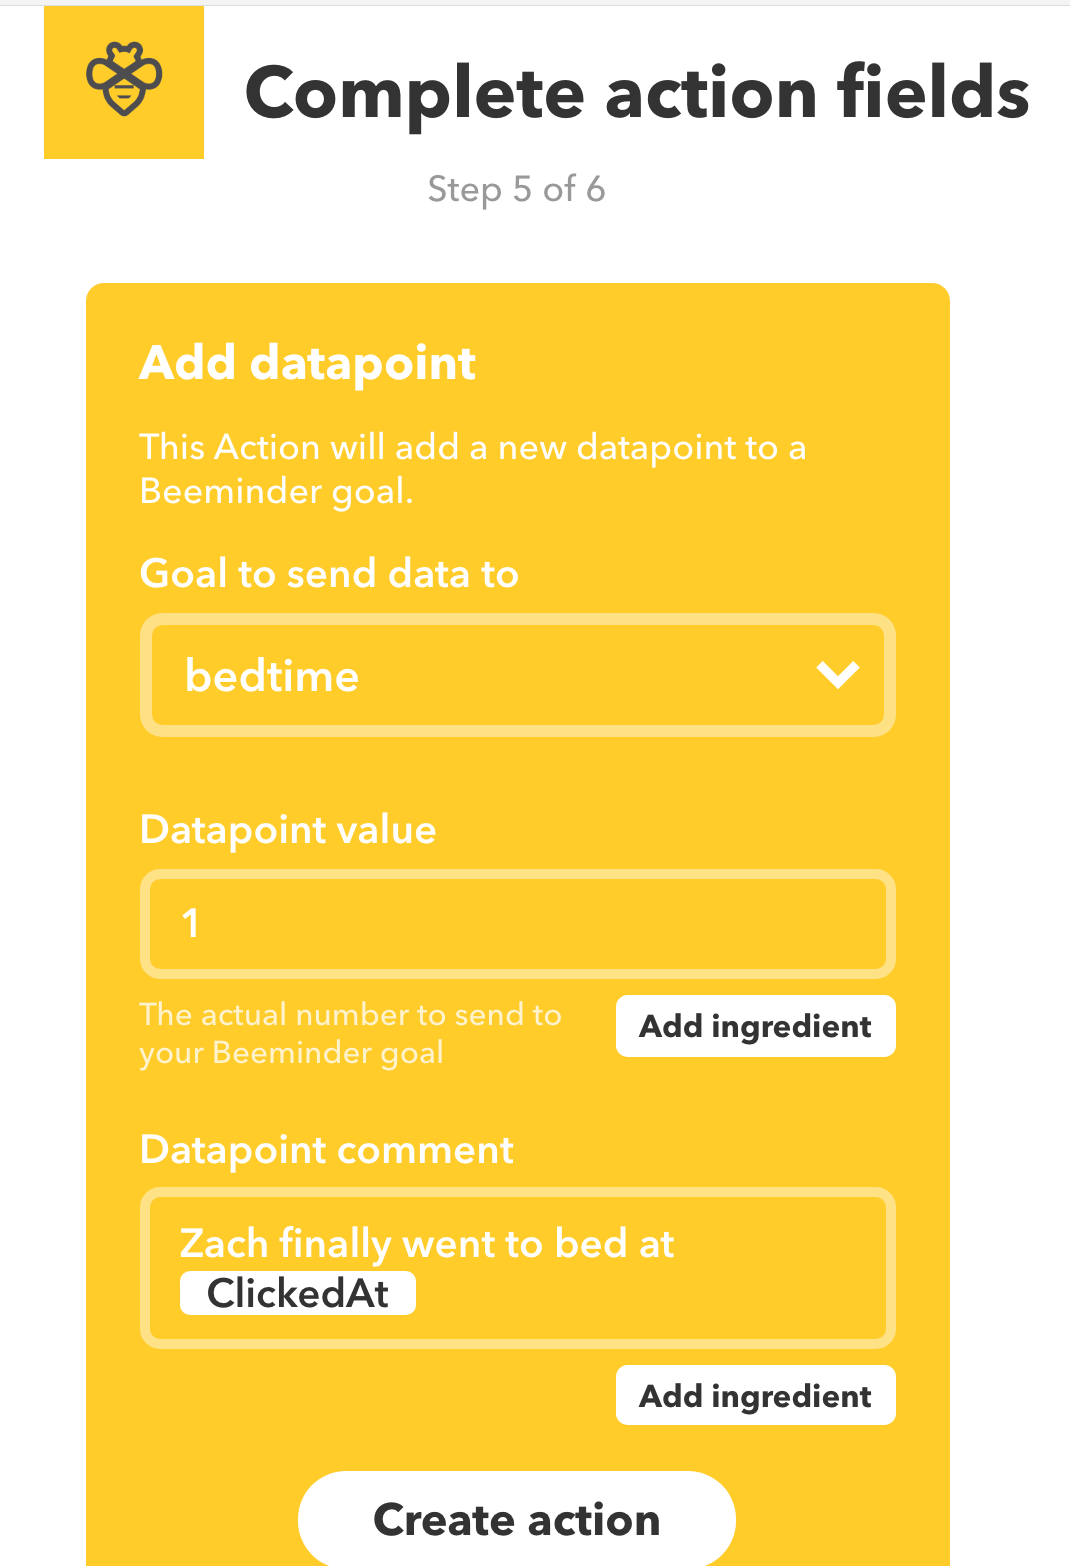 Complete action fields
Step 5 of 6
Add datapoint
This Action will add a new datapoint to a
Beeminder goal.
Goal to send data to
bedtime
Datapoint value
1
The actual number to send to
your Beeminder goal
Add ingredient
Datapoint comment
Zach finally went to bed at
ClickedAt
Add ingredient
Create action